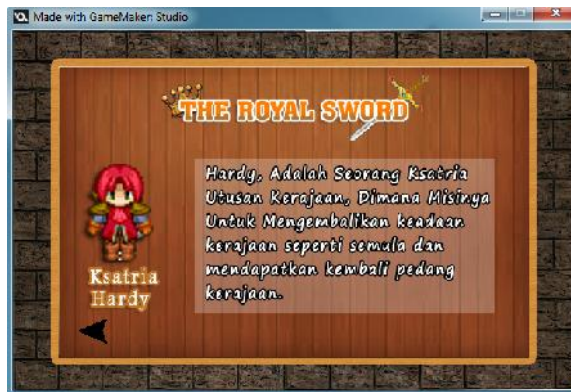 Made with GameMaker: Studio
THE ROYAL SWORD
Hardy, Adalah Seorang Ksatria
Utusan Kerajaan, Dimana Misinya
Untuk Mengembalikan keadaan
kerajaan seperti semula dan
mendapatkan kembali pedang
kerajaan.
Ksatria
Hardy